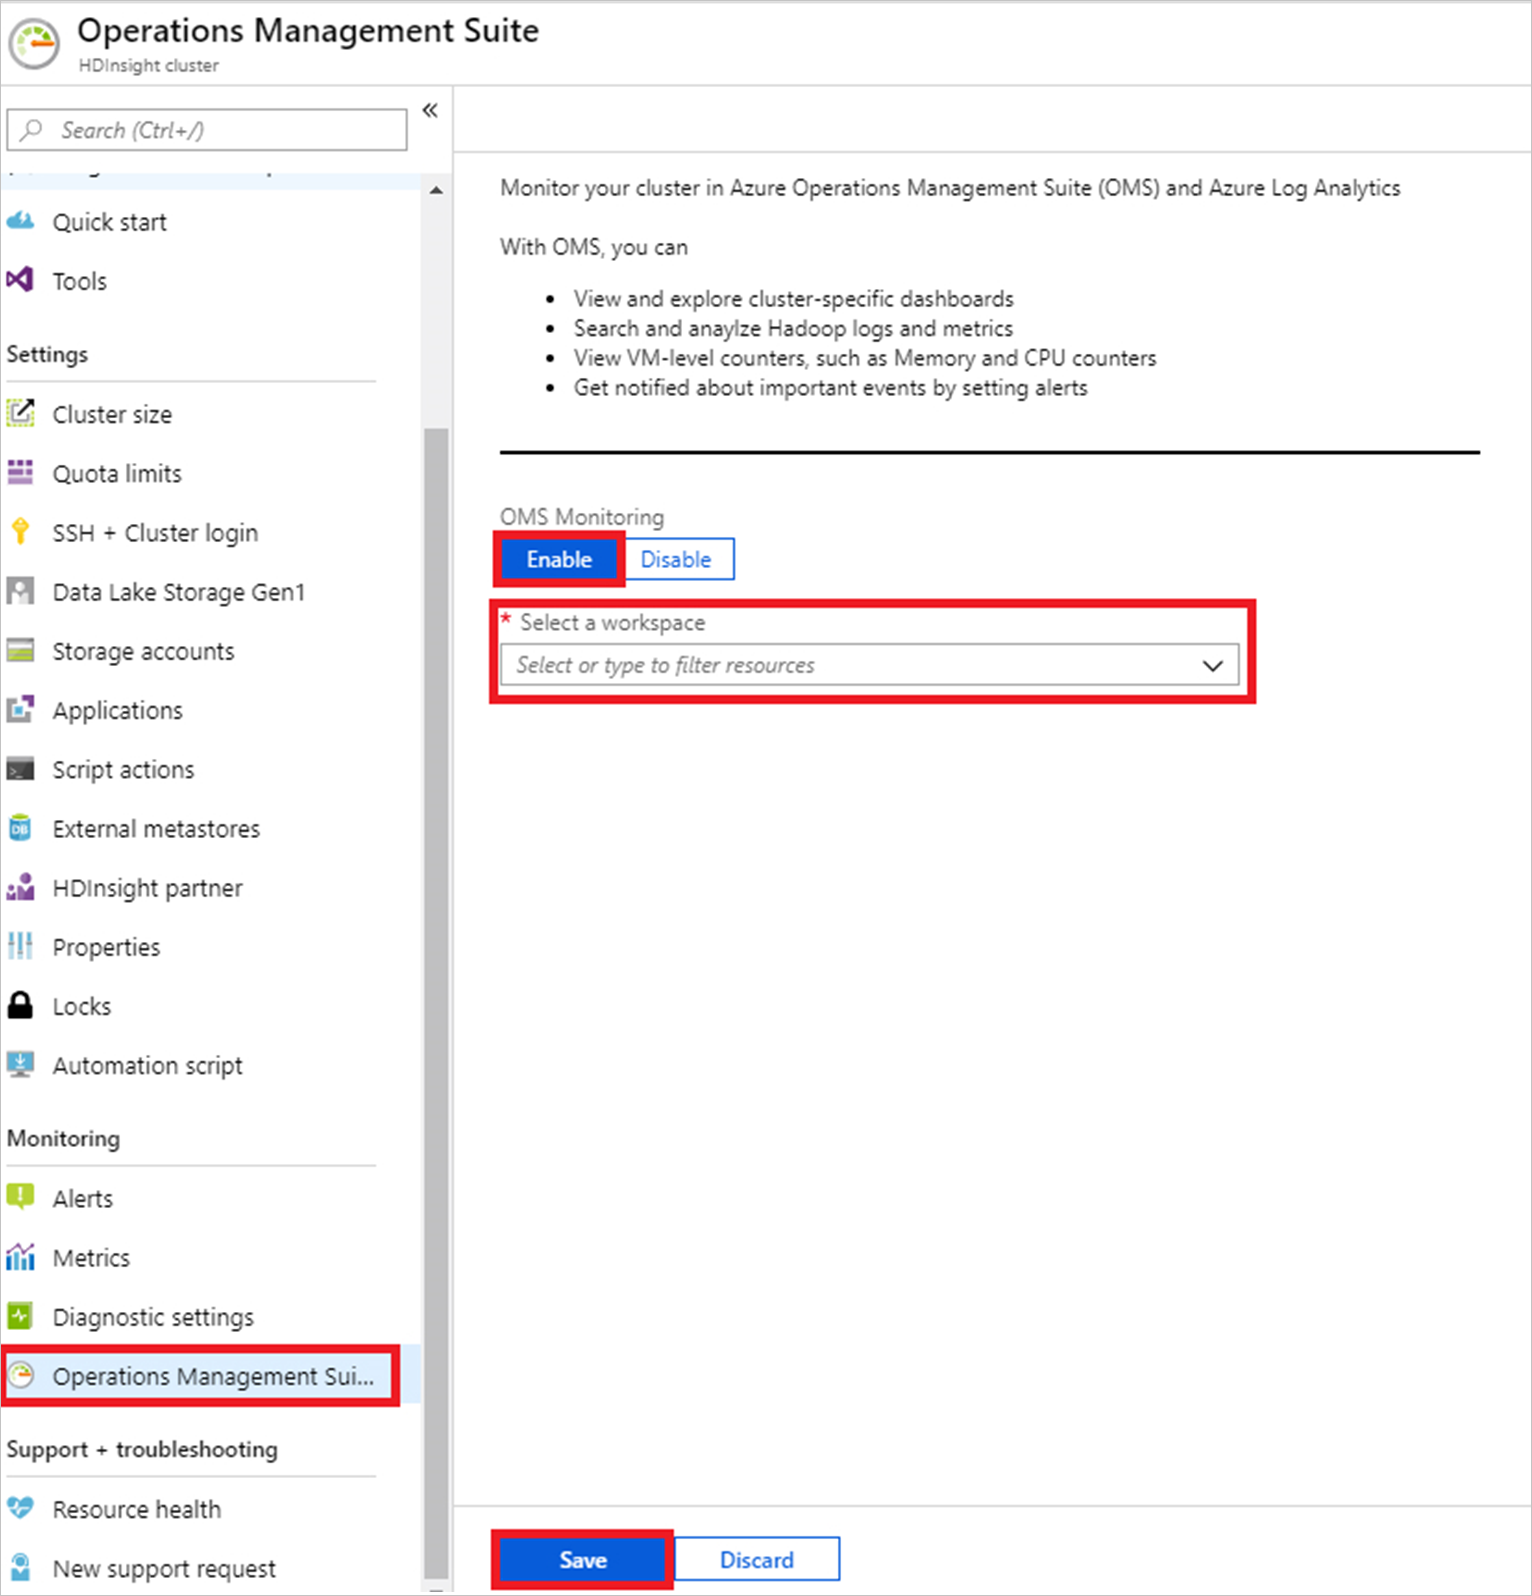 Operations Management Suite
HDInsight cluster
Search (Ctrl+/)
«
Quick start
Tools
Settings
Cluster size
Quota limits
SSH + Cluster login
Data Lake Storage Gen1
Storage accounts
Applications
Script actions
External metastores
HDInsight partner
Properties
Locks
Automation script
Monitoring
Alerts
Metrics
Diagnostic settings
Operations Management Sui...
Support + troubleshooting
Resource health
New support request
Monitor your cluster in Azure Operations Management Suite (OMS) and Azure Log Analytics
With OMS, you can
• View and explore cluster-specific dashboards
• Search and anaylze Hadoop logs and metrics
• View VM-level counters, such as Memory and CPU counters
• Get notified about important events by setting alerts
OMS Monitoring
Enable Disable
* Select a workspace
Select or type to filter resources
Save Discard